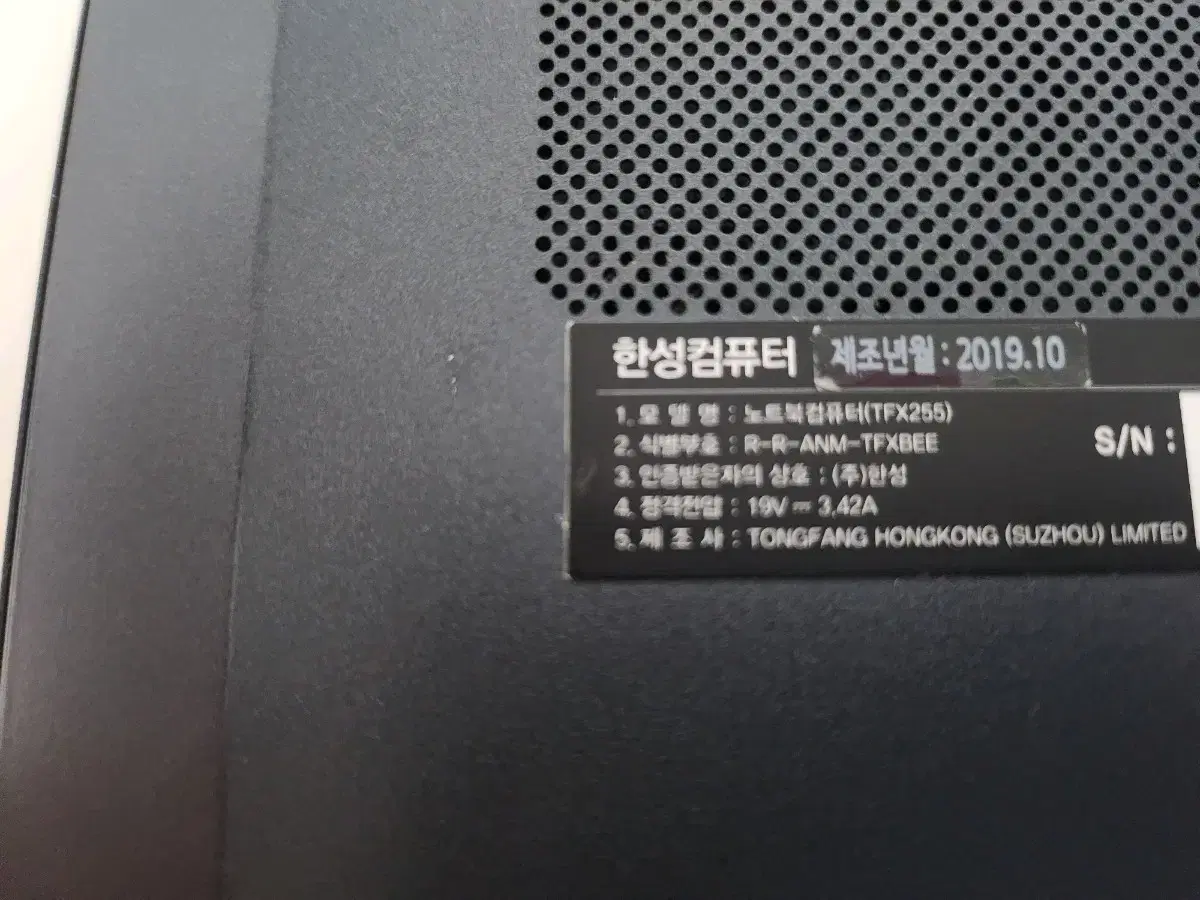 한성컴퓨터 제조년월 : 2019.10
1. 모 델 명 : 노트북컴퓨터(TFX255)
2. 식별부호 : R-R-ANM-TFXBEE
S/N :
3. 인증받은자의 상호 : (주)한성
4. 정격전압 : 19V ⎓ 3.42A
5. 제 조 사 : TONGFANG HONGKONG (SUZHOU) LIMITED